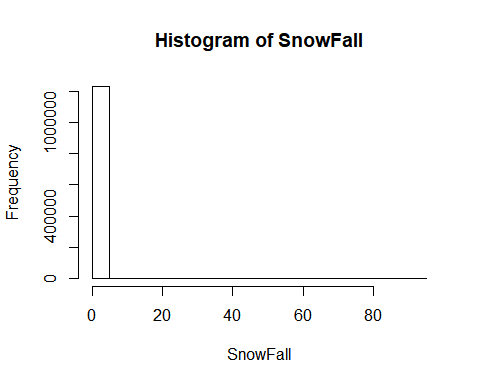 Histogram of SnowFall
Frequency
1000000
400000
0
0 20 40 60 80
SnowFall